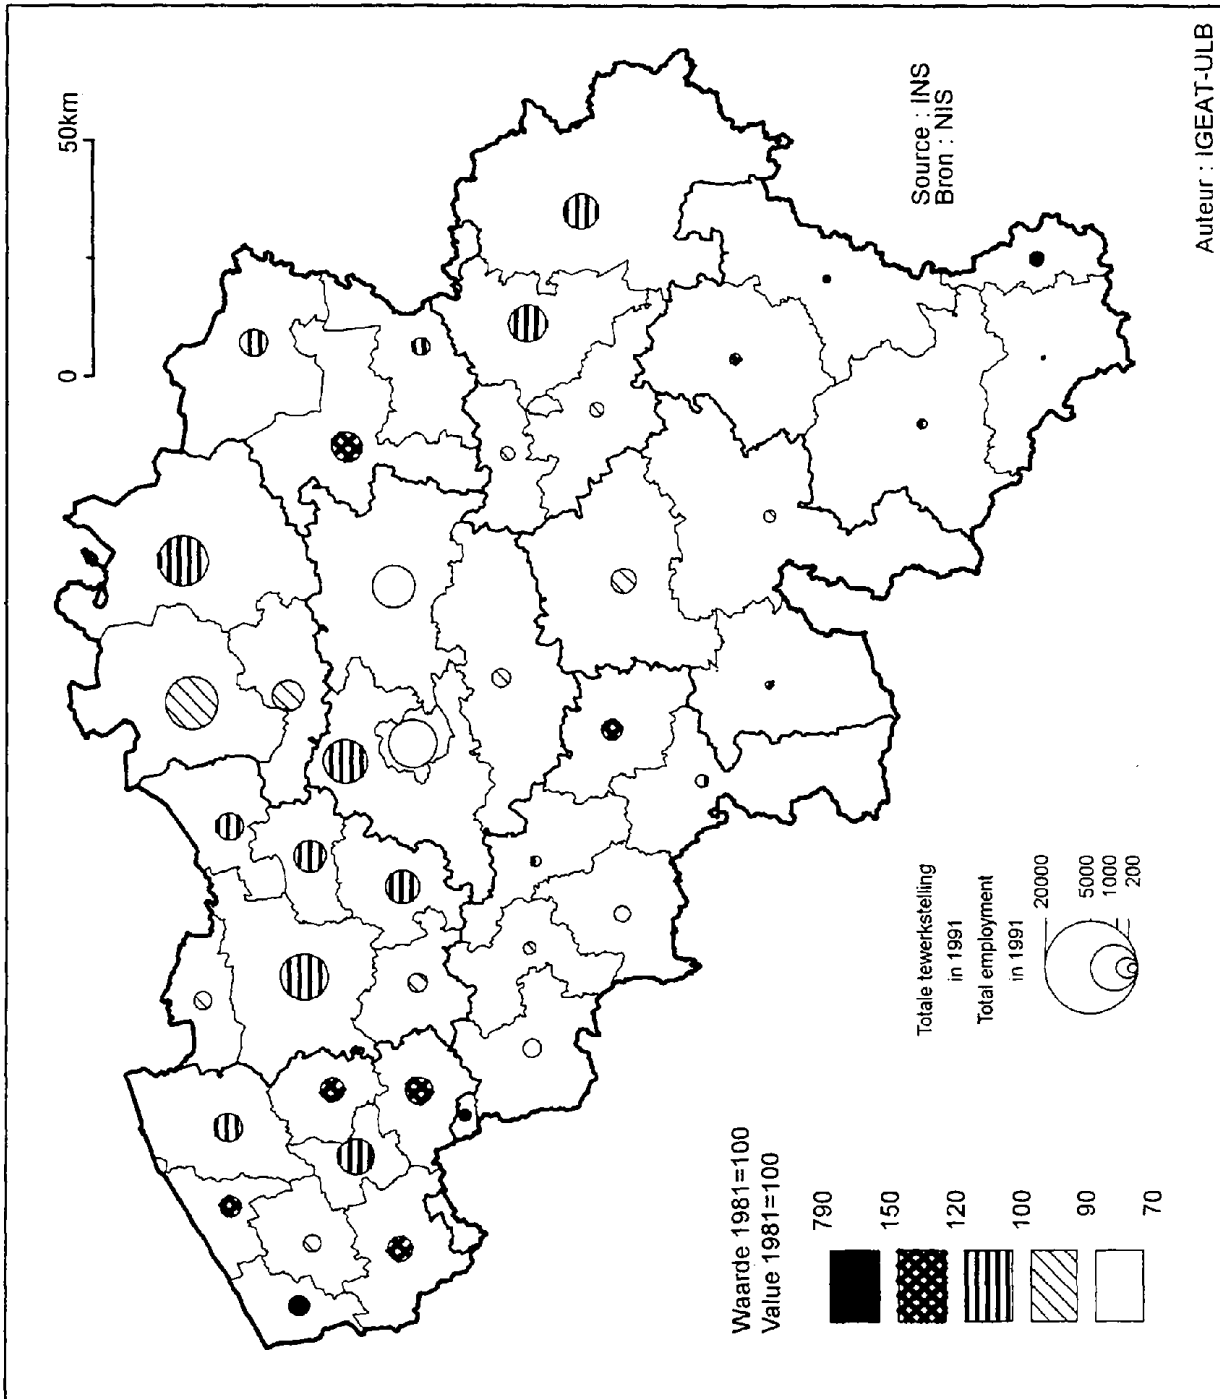 0 50km
Source : INS
Bron : NIS
Auteur : IGEAT-ULB
Totale tewerkstelling
in 1991
Total employment
in 1991
20000
5000
1000
200
Waarde 1981=100
Value 1981=100
790
150
120
100
90
70